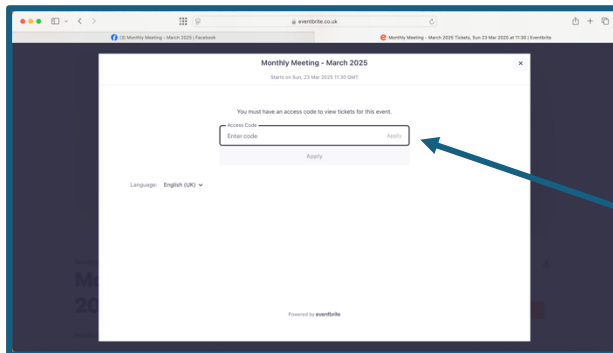 eventbrite.co.uk
(3) Monthly Meeting - March 2025 | Facebook
Monthly Meeting - March 2025 Tickets, Sun 23 Mar 2025 at 11:30 | Eventbrite
Monthly Meeting - March 2025
Starts on Sun, 23 Mar 2025 11:30 GMT
You must have an access code to view tickets for this event.
Access Code
Enter code Apply
Apply
Language: English (UK)
Mo
20
Powered by eventbrite